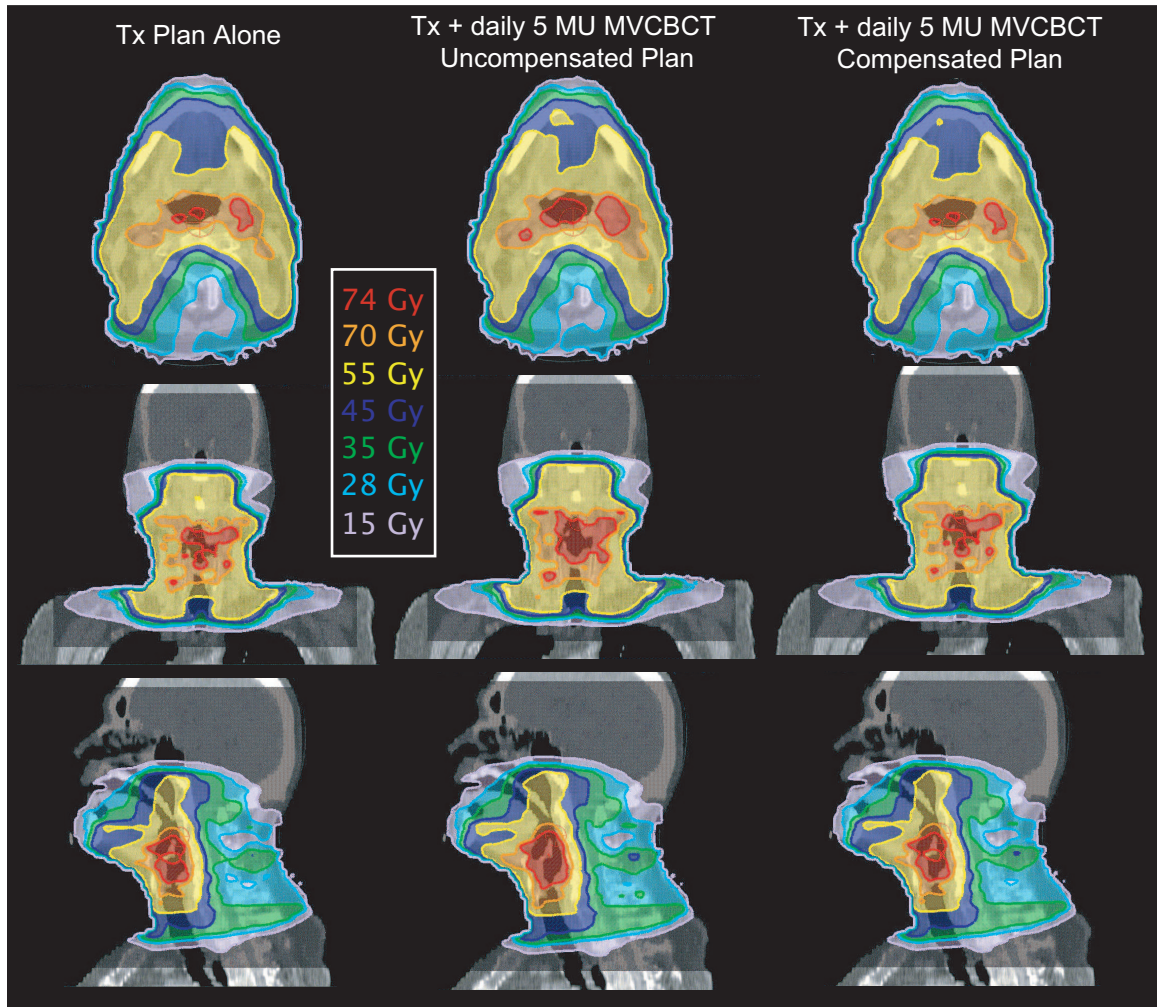 Tx Plan Alone
Tx + daily 5 MU MVCBCT
Uncompensated Plan
Tx + daily 5 MU MVCBCT
Compensated Plan
74 Gy
70 Gy
55 Gy
45 Gy
35 Gy
28 Gy
15 Gy